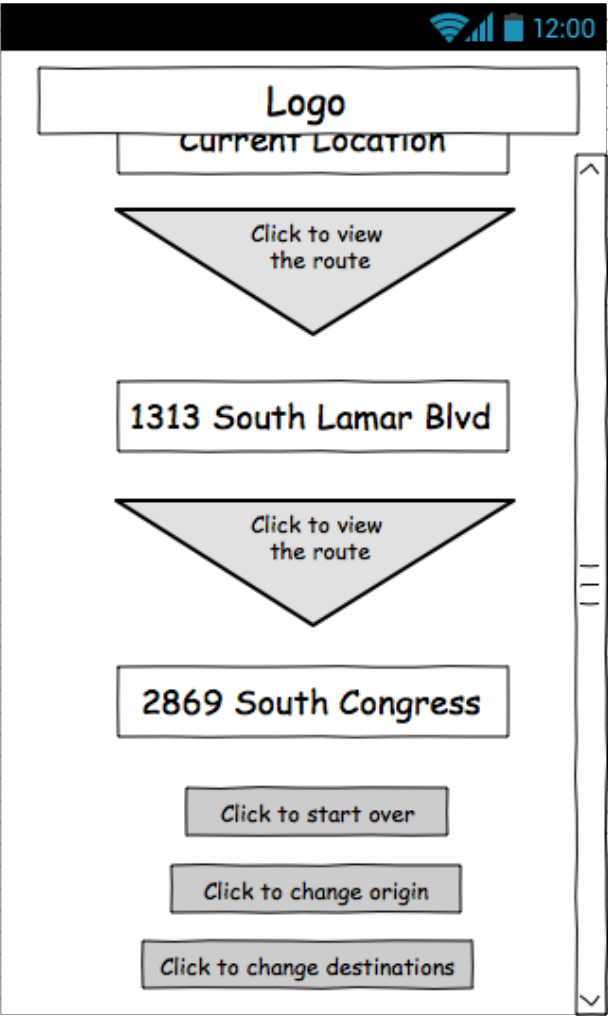 12:00
Logo
Current Location
Click to view
the route
1313 South Lamar Blvd
Click to view
the route
2869 South Congress
Click to start over
Click to change origin
Click to change destinations